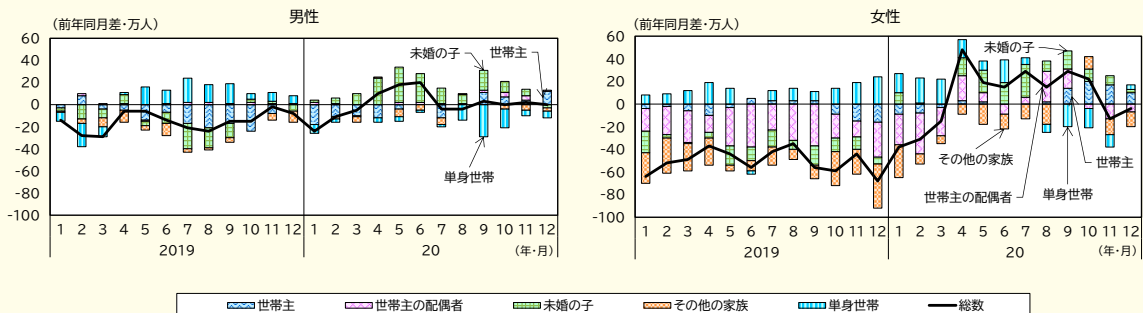 男性
(前年同月差・万人)
60
40
20
0
-20
-40
-60
-80
-100
未婚の子
世帯主
単身世帯
1 2 3 4 5 6 7 8 9 10 11 12 1 2 3 4 5 6 7 8 9 10 11 12
2019 20 (年・月)
女性
(前年同月差・万人)
60
40
20
0
-20
-40
-60
-80
-100
未婚の子
その他の家族
世帯主
世帯主の配偶者
単身世帯
1 2 3 4 5 6 7 8 9 10 11 12 1 2 3 4 5 6 7 8 9 10 11 12
2019 20 (年・月)
世帯主 世帯主の配偶者 未婚の子 その他の家族 単身世帯 総数